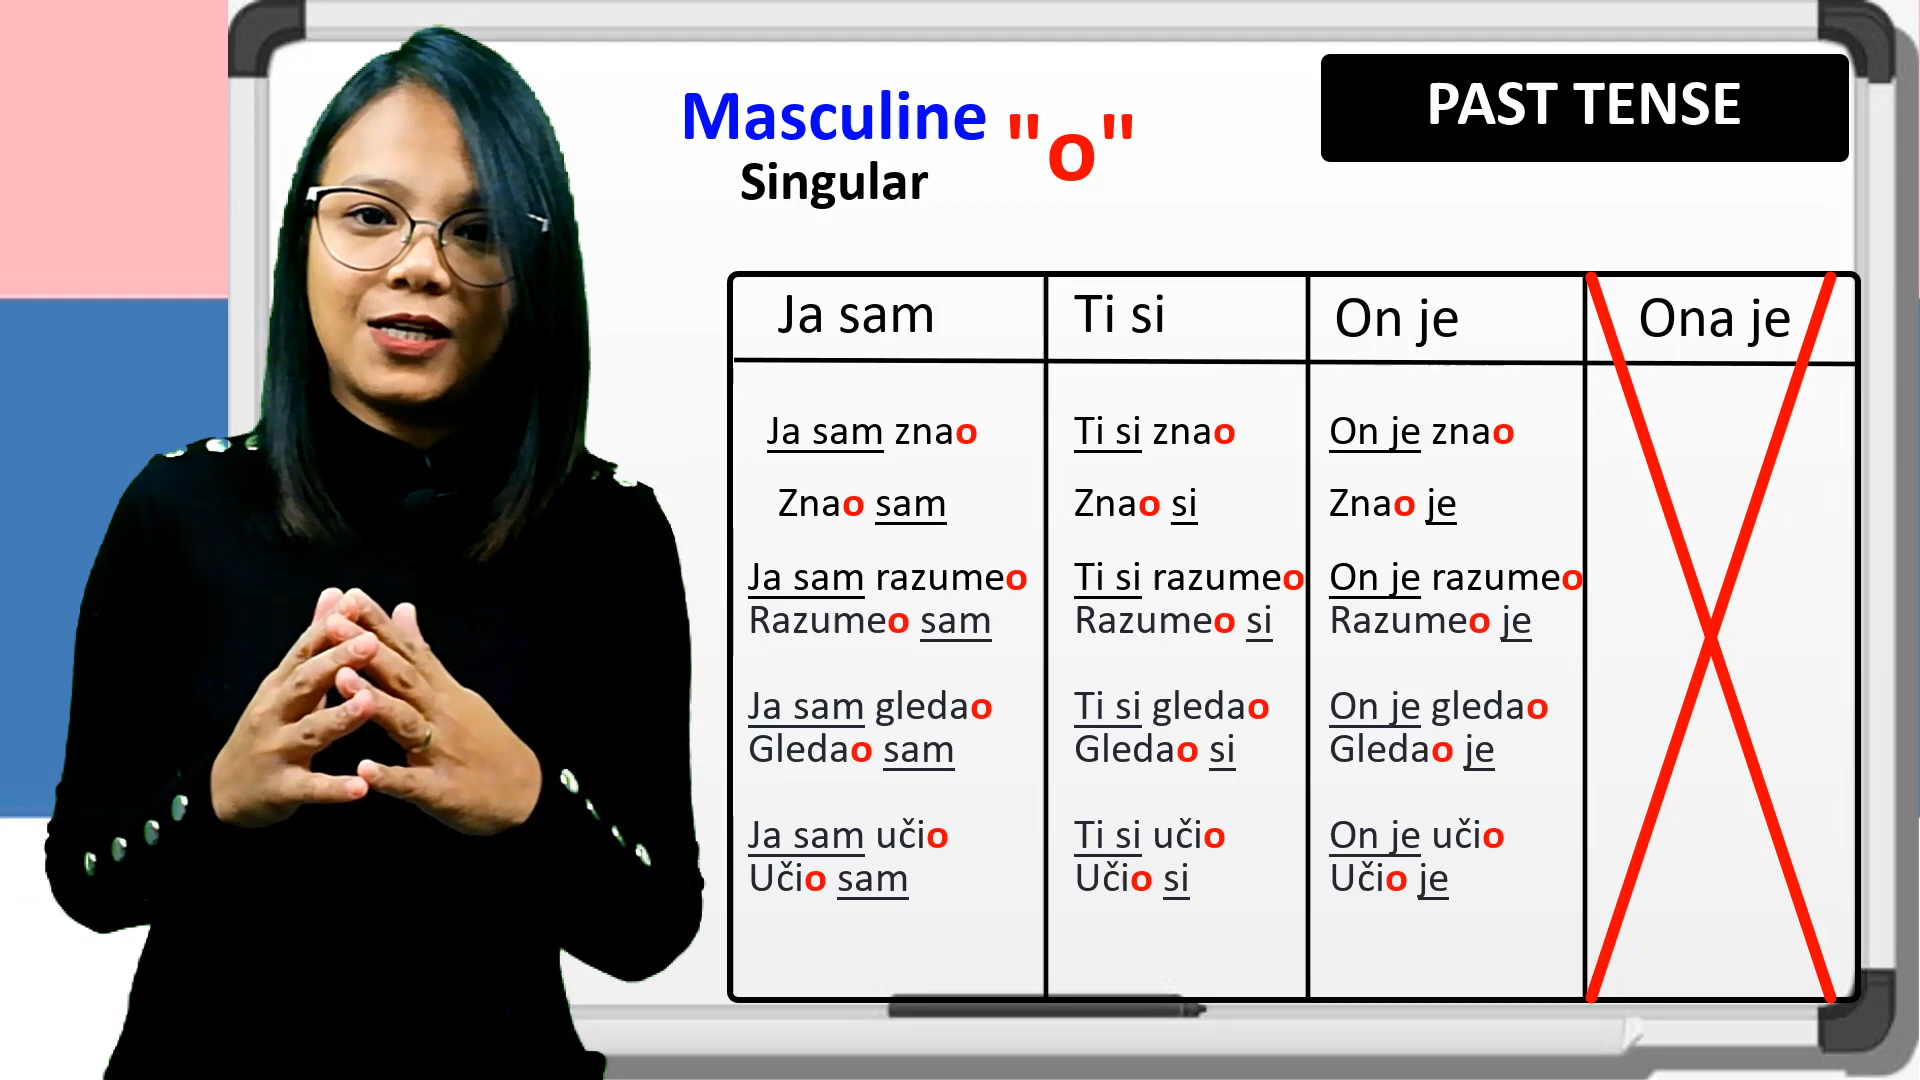 Masculine "o"
Singular
PAST TENSE
Ja sam Ti si On je Ona je
Ja sam znao Ti si znao On je znao
Znao sam Znao si Znao je
Ja sam razumeo Ti si razumeo On je razumeo
Razumeo sam Razumeo si Razumeo je
Ja sam gledao Ti si gledao On je gledao
Gledao sam Gledao si Gledao je
Ja sam učio Ti si učio On je učio
Učio sam Učio si Učio je